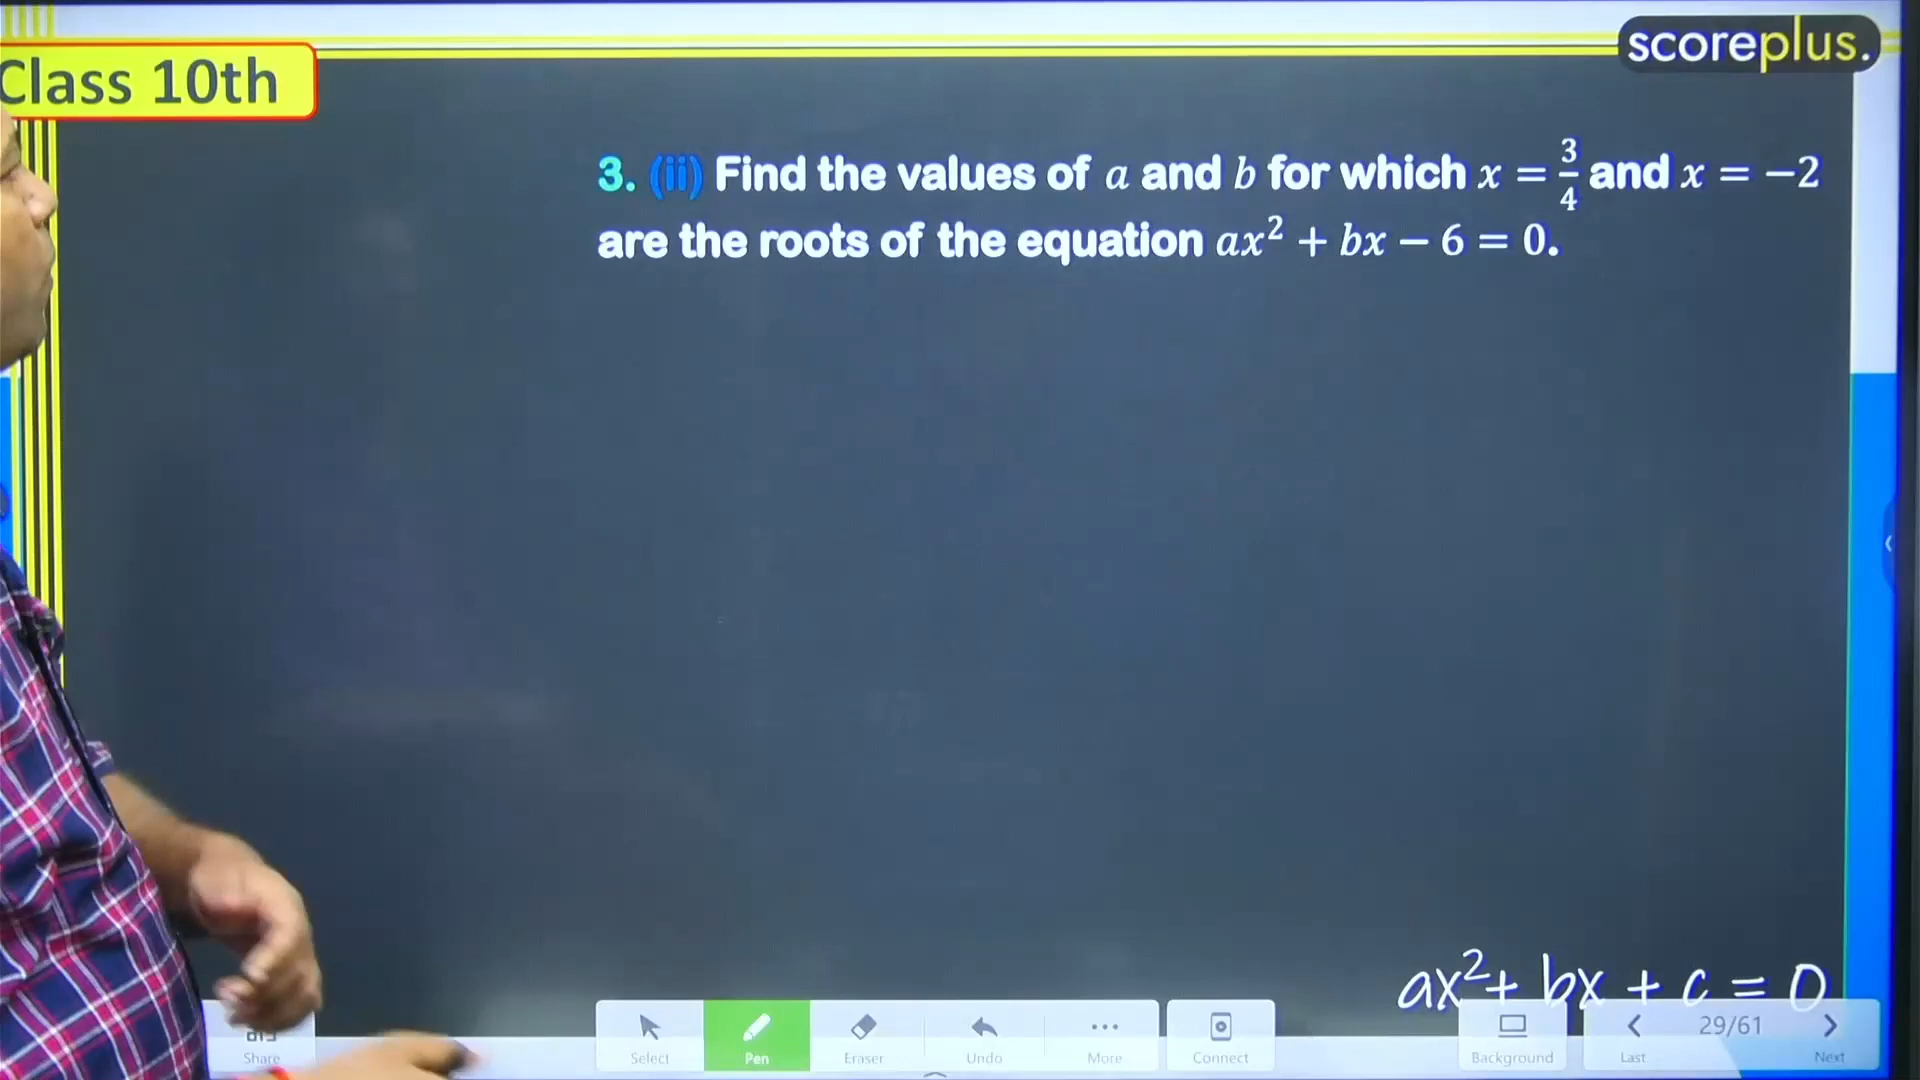 Class 10th
scoreplus.
3. (ii) Find the values of a and b for which x = 3/4 and x = −2
are the roots of the equation ax² + bx − 6 = 0.
ax² + bx + c = 0
Share
Select
Pen
Eraser
Undo
More
Connect
Background
Last
29/61
Next